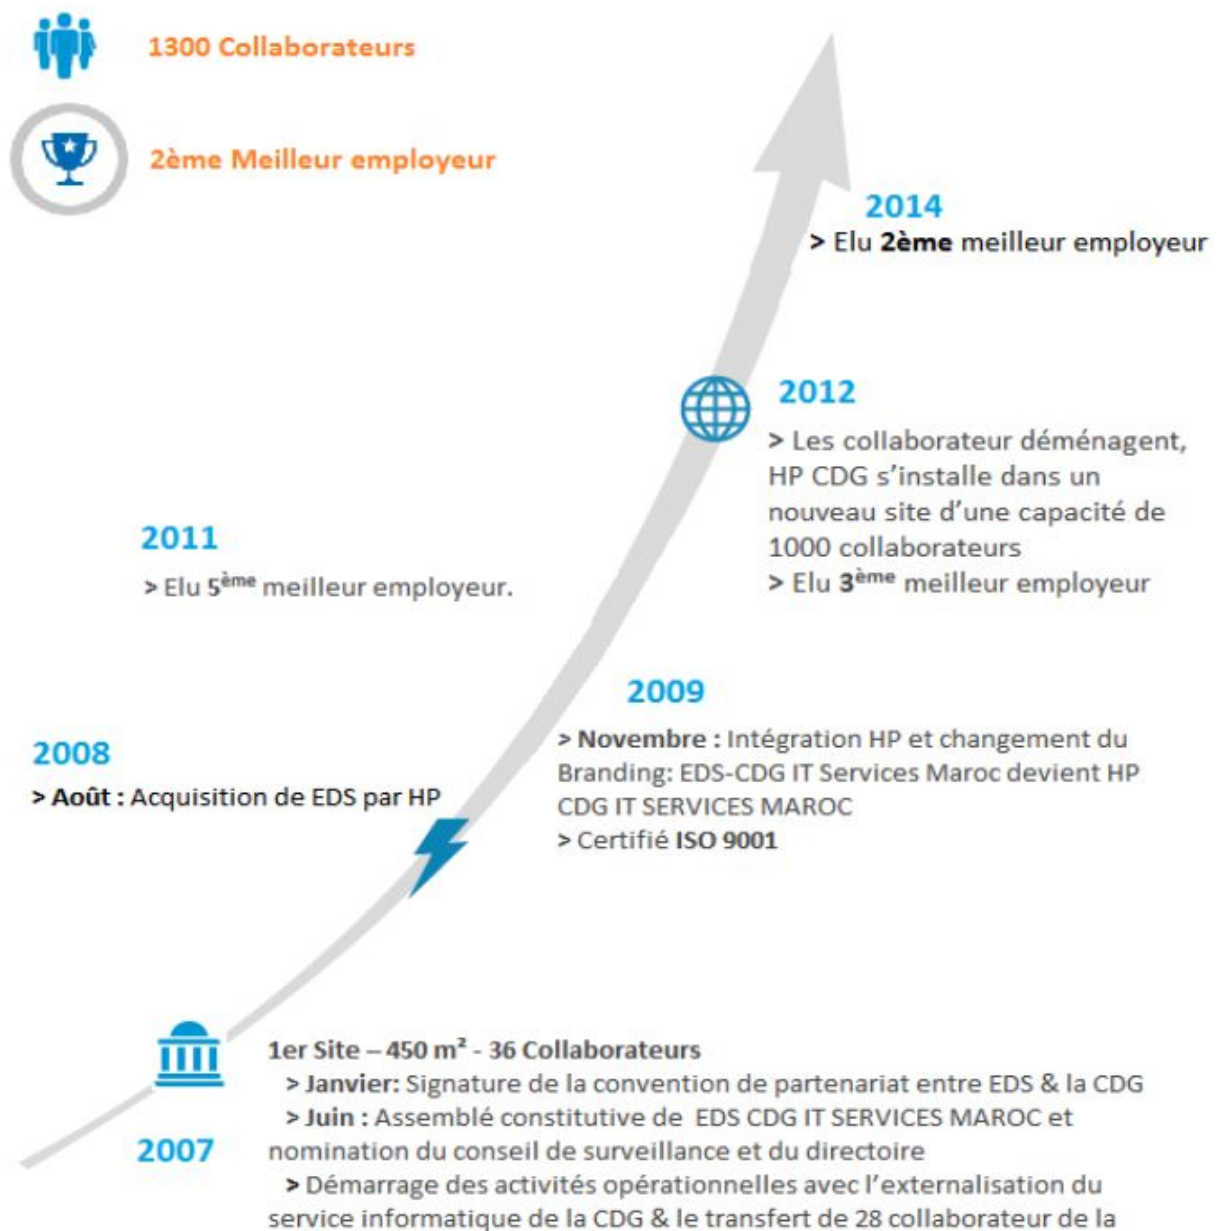 1300 Collaborateurs
2ème Meilleur employeur
2014
> Elu 2ème meilleur employeur
2012
> Les collaborateur déménagent,
HP CDG s’installe dans un
nouveau site d’une capacité de
1000 collaborateurs
> Elu 3ème meilleur employeur
2011
> Elu 5ème meilleur employeur.
2009
> Novembre : Intégration HP et changement du
Branding: EDS-CDG IT Services Maroc devient HP
CDG IT SERVICES MAROC
> Certifié ISO 9001
2008
> Août : Acquisition de EDS par HP
2007
1er Site – 450 m² - 36 Collaborateurs
> Janvier: Signature de la convention de partenariat entre EDS & la CDG
> Juin : Assemblé constitutive de EDS CDG IT SERVICES MAROC et
nomination du conseil de surveillance et du directoire
> Démarrage des activités opérationnelles avec l’externalisation du
service informatique de la CDG & le transfert de 28 collaborateur de la